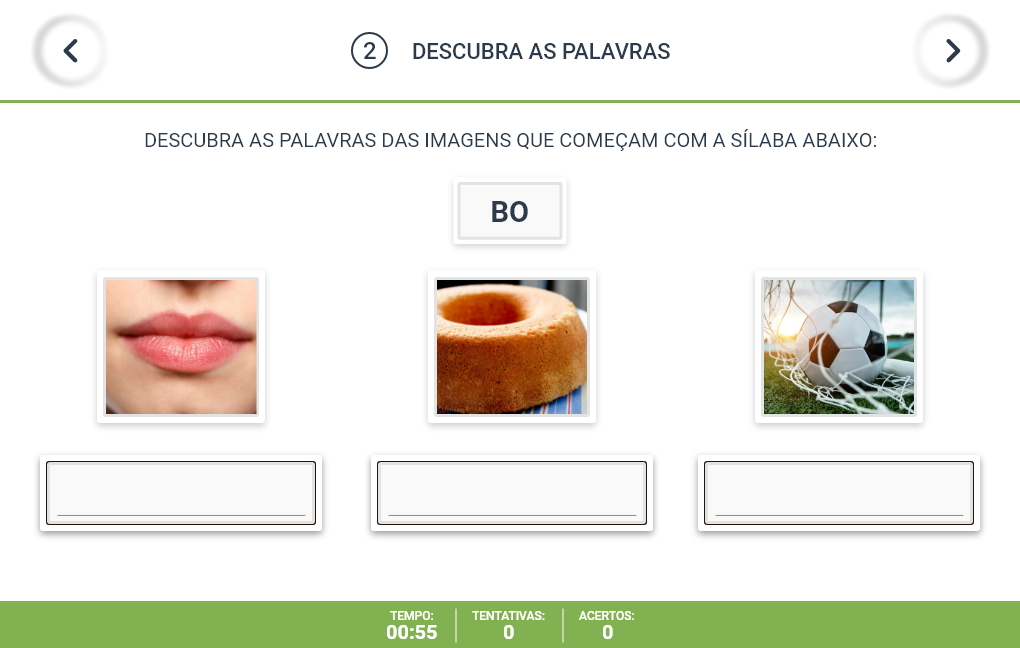 2 DESCUBRA AS PALAVRAS
DESCUBRA AS PALAVRAS DAS IMAGENS QUE COMEÇAM COM A SÍLABA ABAIXO:
BO
TEMPO: TENTATIVAS: ACERTOS:
00:55 0 0